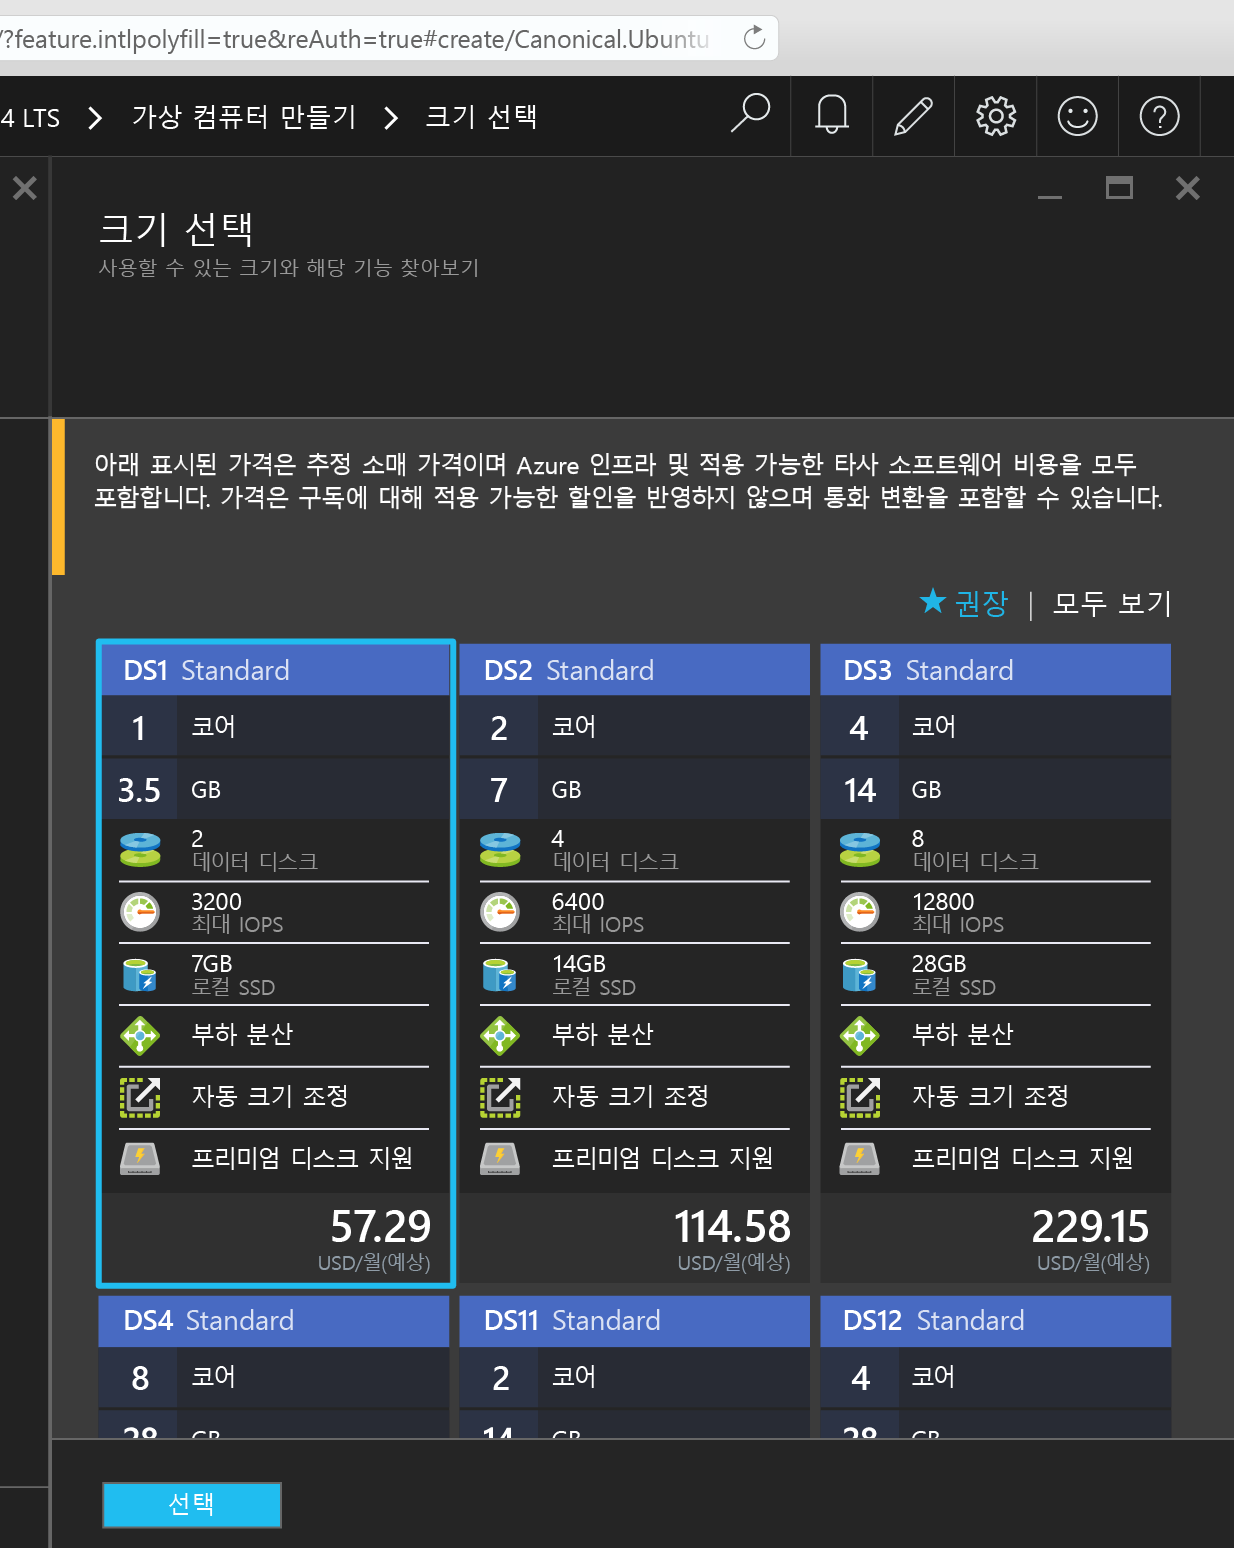 /?feature.intlpolyfill=true&reAuth=true#create/Canonical.Ubuntu
4 LTS > 가상 컴퓨터 만들기 > 크기 선택
크기 선택
사용할 수 있는 크기와 해당 기능 찾아보기
아래 표시된 가격은 추정 소매 가격이며 Azure 인프라 및 적용 가능한 타사 소프트웨어 비용을 모두
포함합니다. 가격은 구독에 대해 적용 가능한 할인을 반영하지 않으며 통화 변환을 포함할 수 있습니다.
★ 권장 | 모두 보기
DS1 Standard
1 코어
3.5 GB
2
데이터 디스크
3200
최대 IOPS
7GB
로컬 SSD
부하 분산
자동 크기 조정
프리미엄 디스크 지원
57.29
USD/월(예상)
DS2 Standard
2 코어
7 GB
4
데이터 디스크
6400
최대 IOPS
14GB
로컬 SSD
부하 분산
자동 크기 조정
프리미엄 디스크 지원
114.58
USD/월(예상)
DS3 Standard
4 코어
14 GB
8
데이터 디스크
12800
최대 IOPS
28GB
로컬 SSD
부하 분산
자동 크기 조정
프리미엄 디스크 지원
229.15
USD/월(예상)
DS4 Standard
8 코어
28 GB
DS11 Standard
2 코어
14 GB
DS12 Standard
4 코어
28 GB
선택